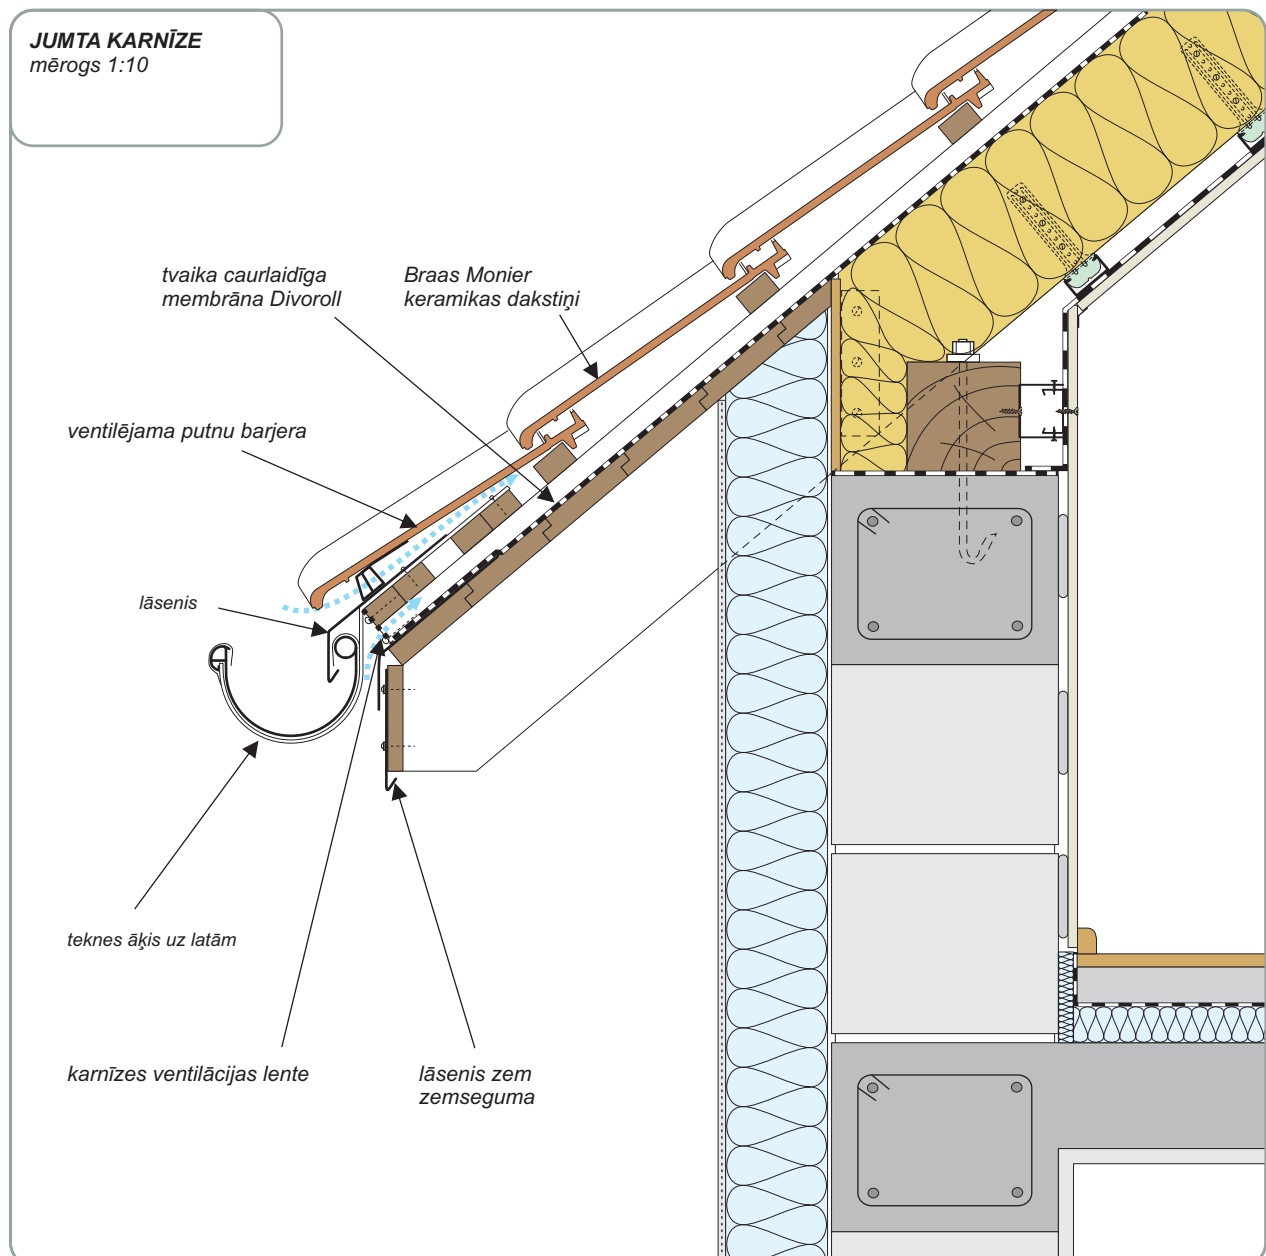 JUMTA KARNĪZE
mērogs 1:10
tvaika caurlaidīga
membrāna Divoroll
Braas Monier
keramikas dakstiņi
ventilējama putnu barjera
lāsenis
teknes āķis uz latām
karnīzes ventilācijas lente
lāsenis zem
zemseguma